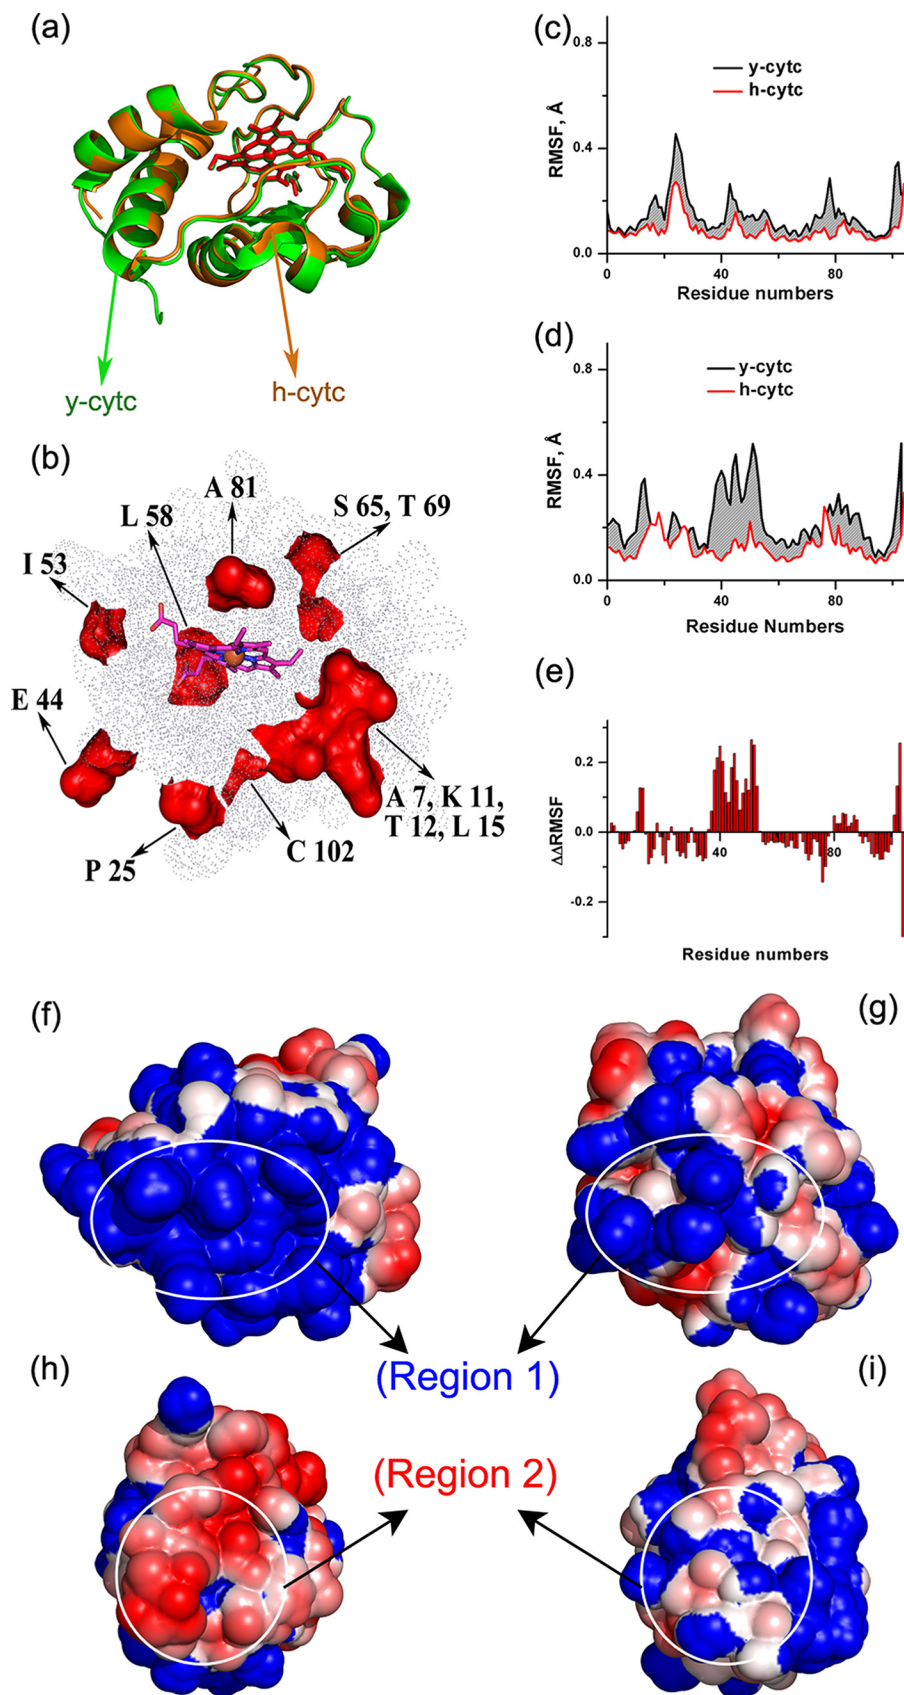 (a)
y-cytc
h-cytc
(b)
A 81
S 65, T 69
L 58
I 53
E 44
P 25
C 102
A 7, K 11,
T 12, L 15
(c)
0.8
0.4
0.0
RMSF, Å
y-cytc
h-cytc
0 40 80
Residue numbers
(d)
0.8
0.4
0.0
RMSF, Å
y-cytc
h-cytc
0 40 80
Residue Numbers
(e)
0.2
0.0
-0.2
ΔΔRMSF
40 80
Residue numbers
(f)
(g)
(Region 1)
(h)
(i)
(Region 2)